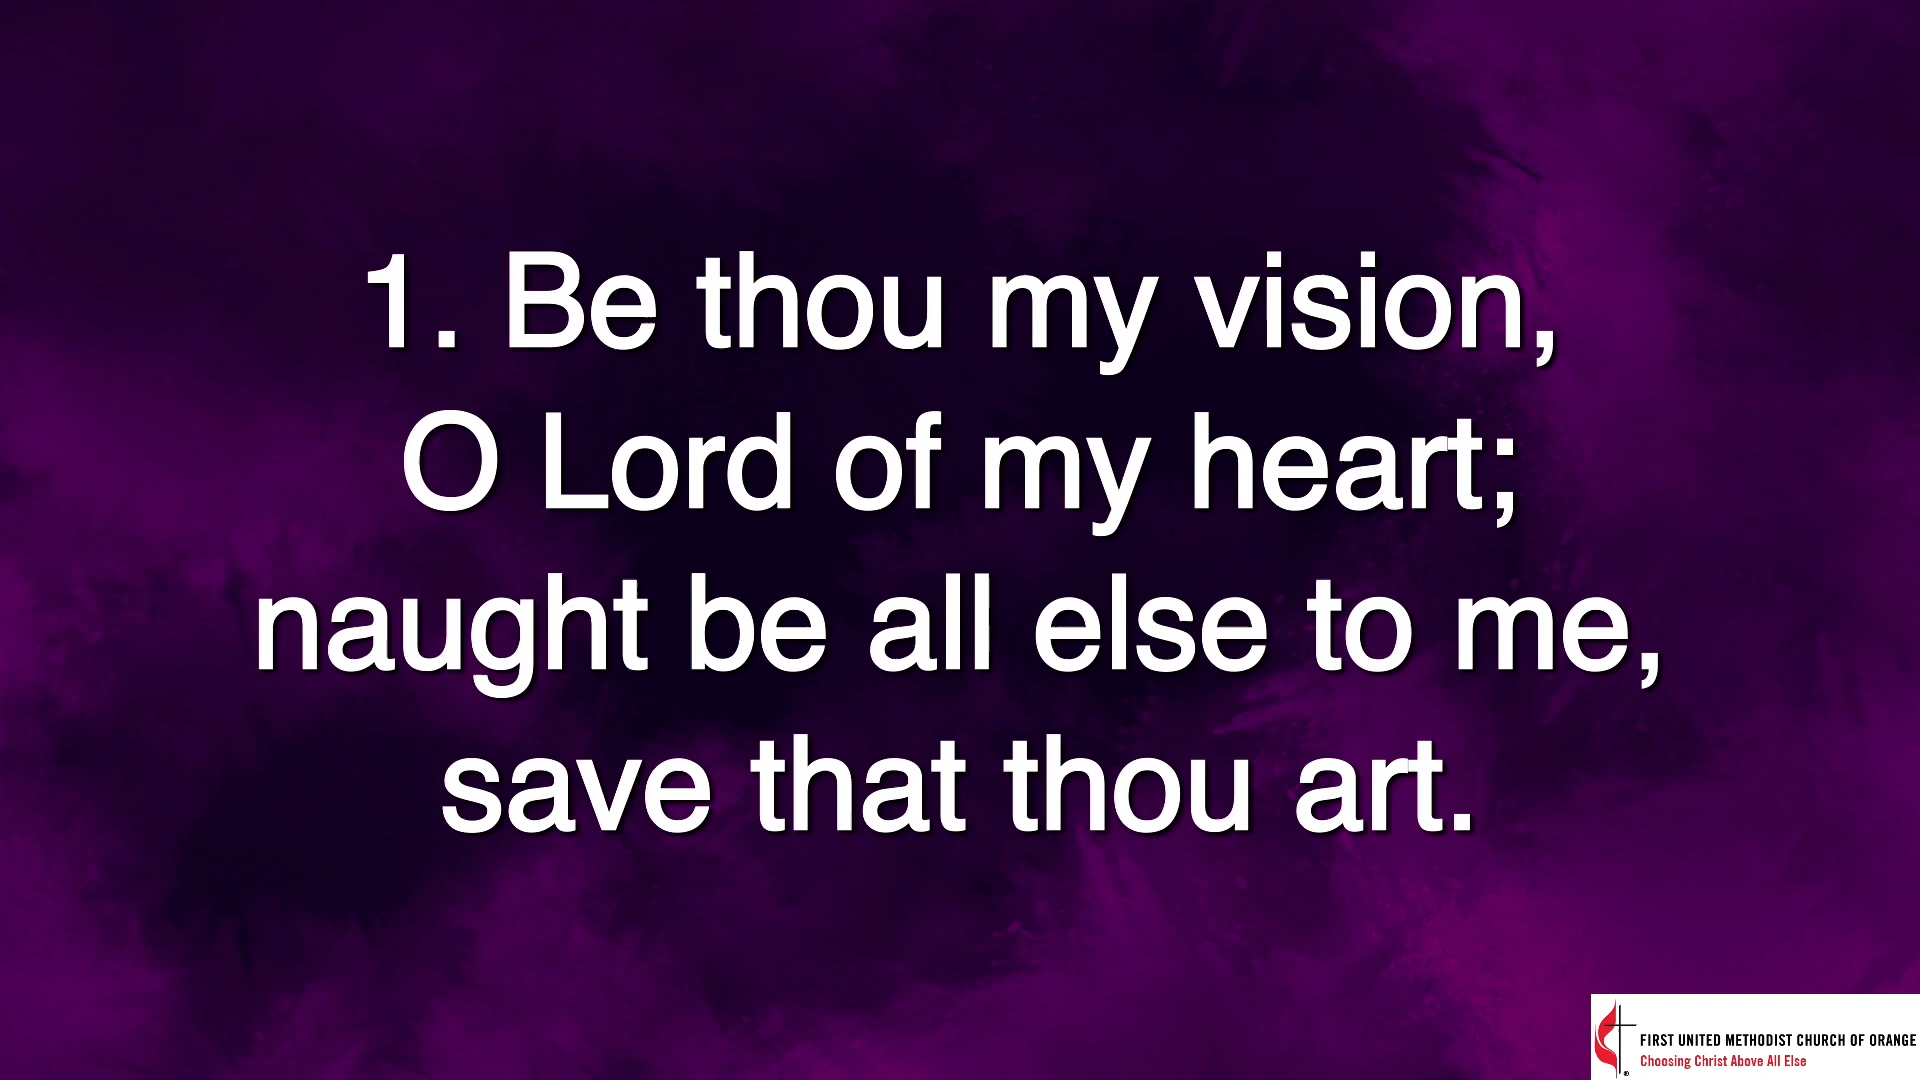 1. Be thou my vision,
O Lord of my heart;
naught be all else to me,
save that thou art.
FIRST UNITED METHODIST CHURCH OF ORANGE
Choosing Christ Above All Else
®